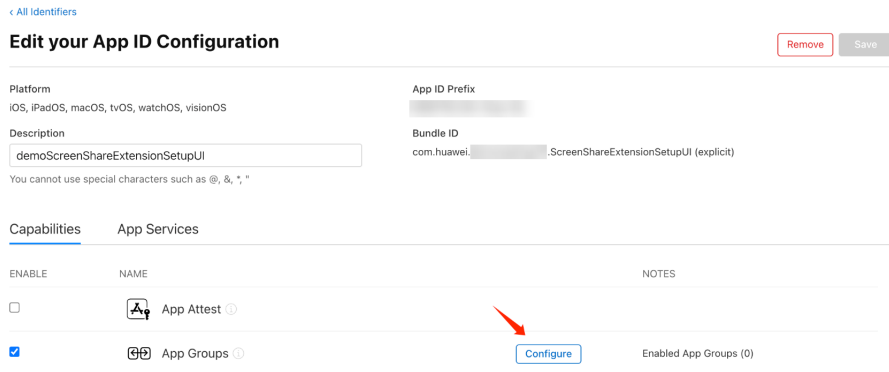 ‹ All Identifiers
Edit your App ID Configuration
Remove
Save
Platform
App ID Prefix
iOS, iPadOS, macOS, tvOS, watchOS, visionOS
Description
Bundle ID
demoScreenShareExtensionSetupUI
com.huawei. .ScreenShareExtensionSetupUI (explicit)
You cannot use special characters such as @, &, *, "
Capabilities
App Services
ENABLE
NAME
NOTES
App Attest
App Groups
Configure
Enabled App Groups (0)